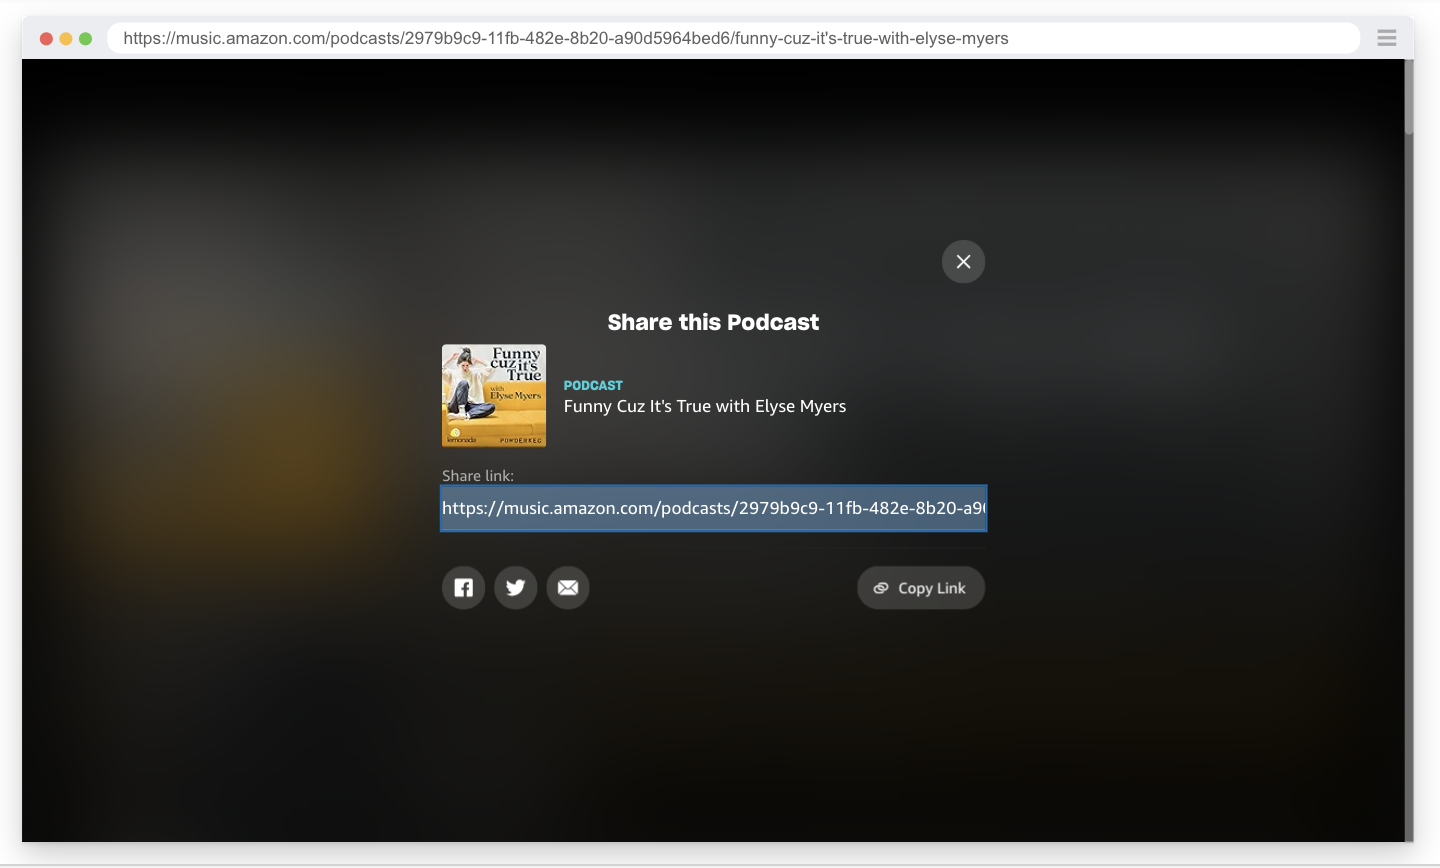 https://music.amazon.com/podcasts/2979b9c9-11fb-482e-8b20-a90d5964bed6/funny-cuz-it's-true-with-elyse-myers
Share this Podcast
Funny
cuz it's
True
with
Elyse Myers
lemonada
POWDERKEG
PODCAST
Funny Cuz It's True with Elyse Myers
Share link:
https://music.amazon.com/podcasts/2979b9c9-11fb-482e-8b20-a9
Copy Link